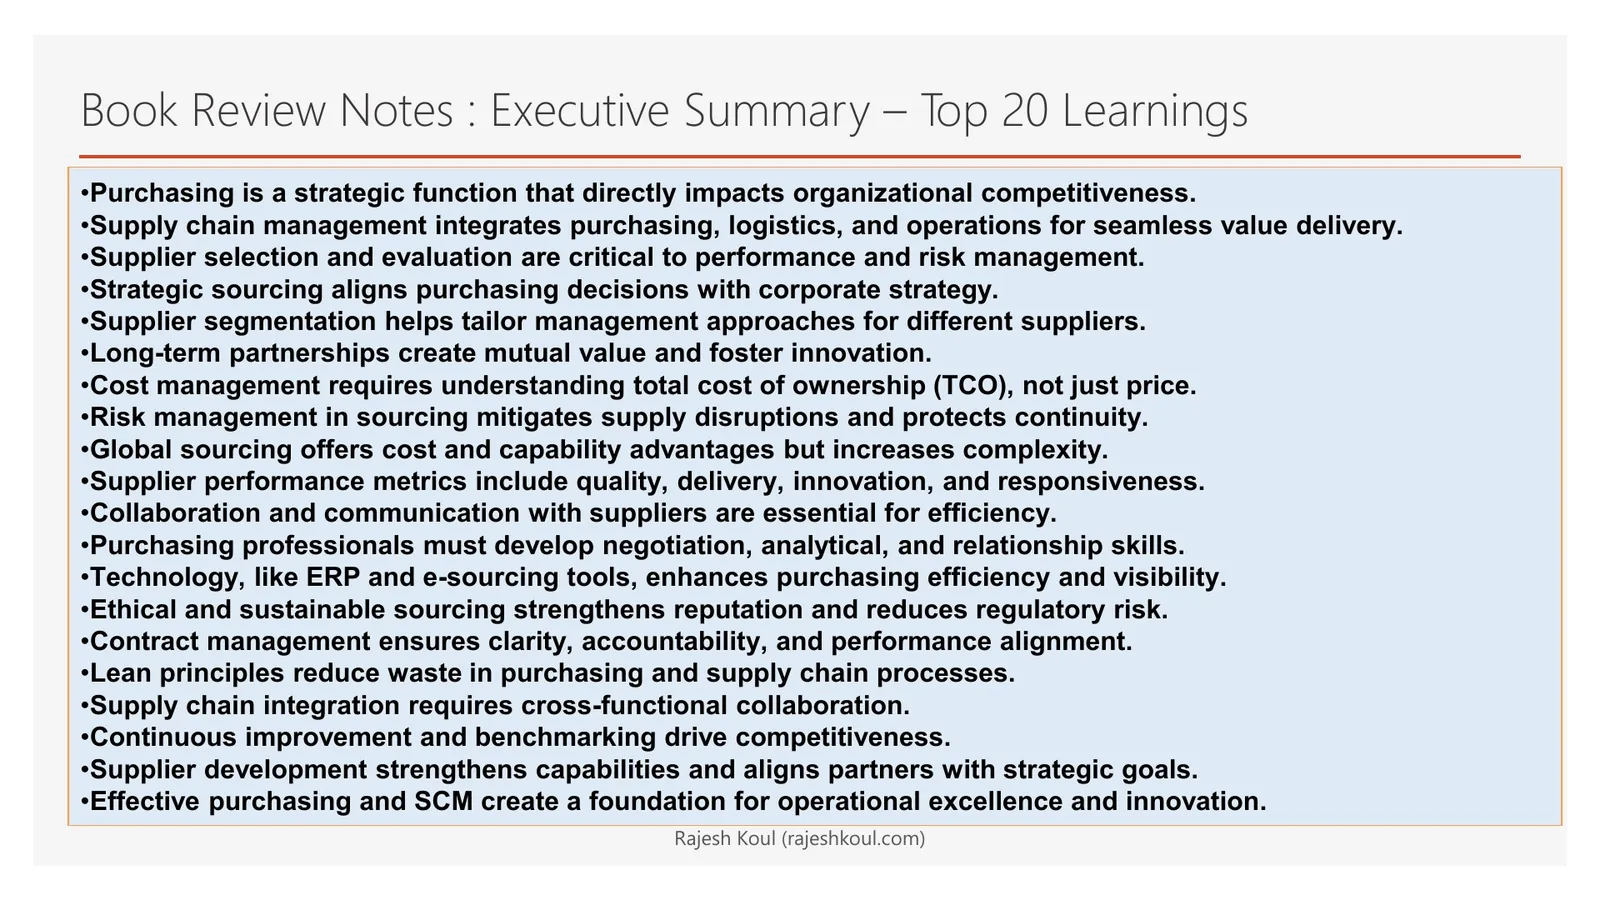 Book Review Notes : Executive Summary – Top 20 Learnings
•Purchasing is a strategic function that directly impacts organizational competitiveness.
•Supply chain management integrates purchasing, logistics, and operations for seamless value delivery.
•Supplier selection and evaluation are critical to performance and risk management.
•Strategic sourcing aligns purchasing decisions with corporate strategy.
•Supplier segmentation helps tailor management approaches for different suppliers.
•Long-term partnerships create mutual value and foster innovation.
•Cost management requires understanding total cost of ownership (TCO), not just price.
•Risk management in sourcing mitigates supply disruptions and protects continuity.
•Global sourcing offers cost and capability advantages but increases complexity.
•Supplier performance metrics include quality, delivery, innovation, and responsiveness.
•Collaboration and communication with suppliers are essential for efficiency.
•Purchasing professionals must develop negotiation, analytical, and relationship skills.
•Technology, like ERP and e-sourcing tools, enhances purchasing efficiency and visibility.
•Ethical and sustainable sourcing strengthens reputation and reduces regulatory risk.
•Contract management ensures clarity, accountability, and performance alignment.
•Lean principles reduce waste in purchasing and supply chain processes.
•Supply chain integration requires cross-functional collaboration.
•Continuous improvement and benchmarking drive competitiveness.
•Supplier development strengthens capabilities and aligns partners with strategic goals.
•Effective purchasing and SCM create a foundation for operational excellence and innovation.
Rajesh Koul (rajeshkoul.com)